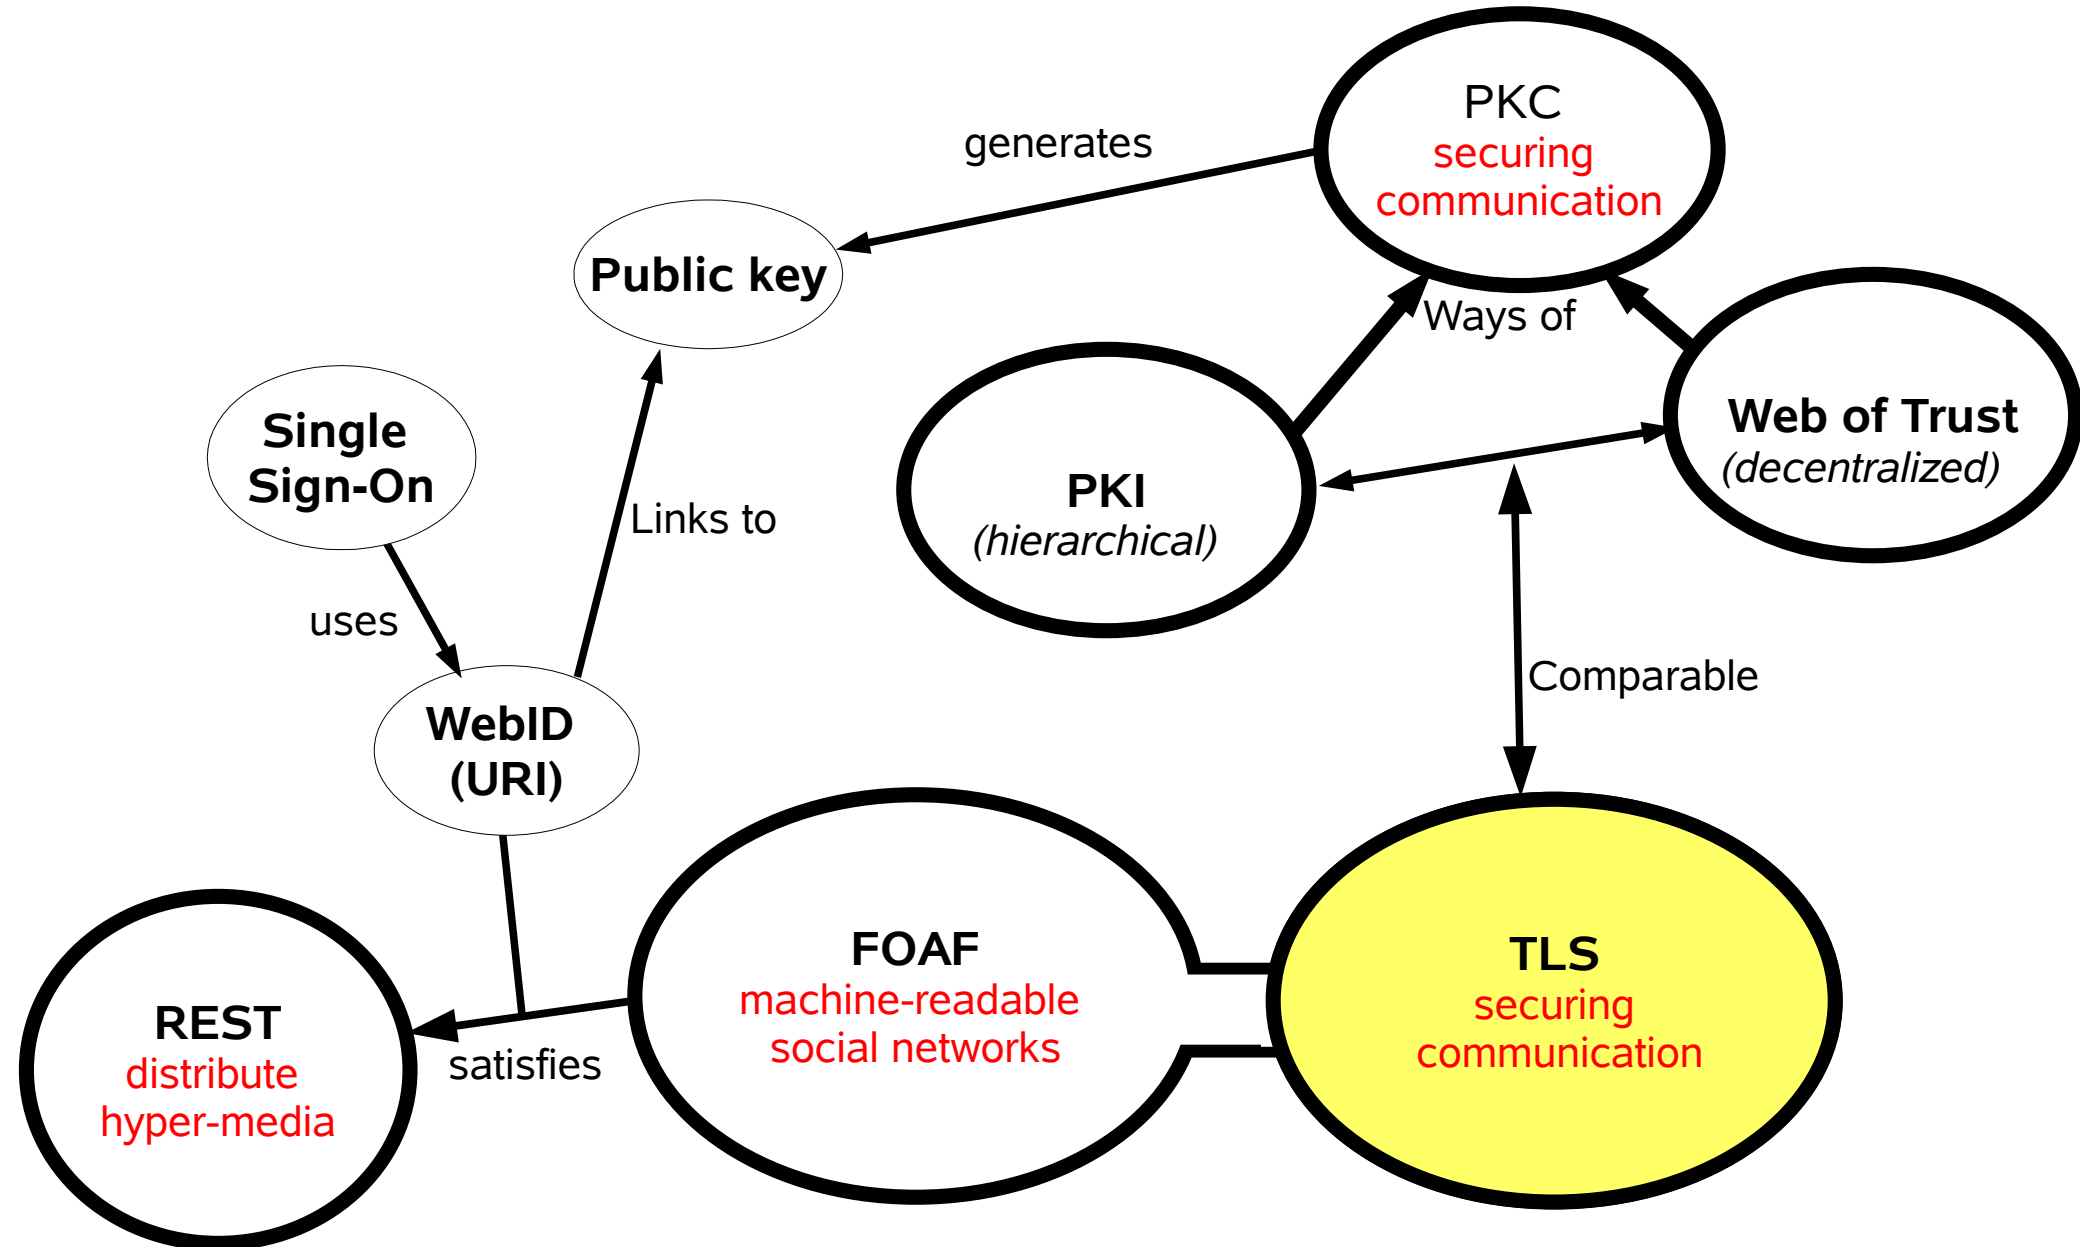 PKC
securing
communication
generates
Public key
Ways of
Web of Trust
(decentralized)
Single
Sign-On
PKI
(hierarchical)
Links to
uses
Comparable
WebID
(URI)
FOAF
machine-readable
social networks
TLS
securing
communication
REST
distribute
hyper-media
satisfies